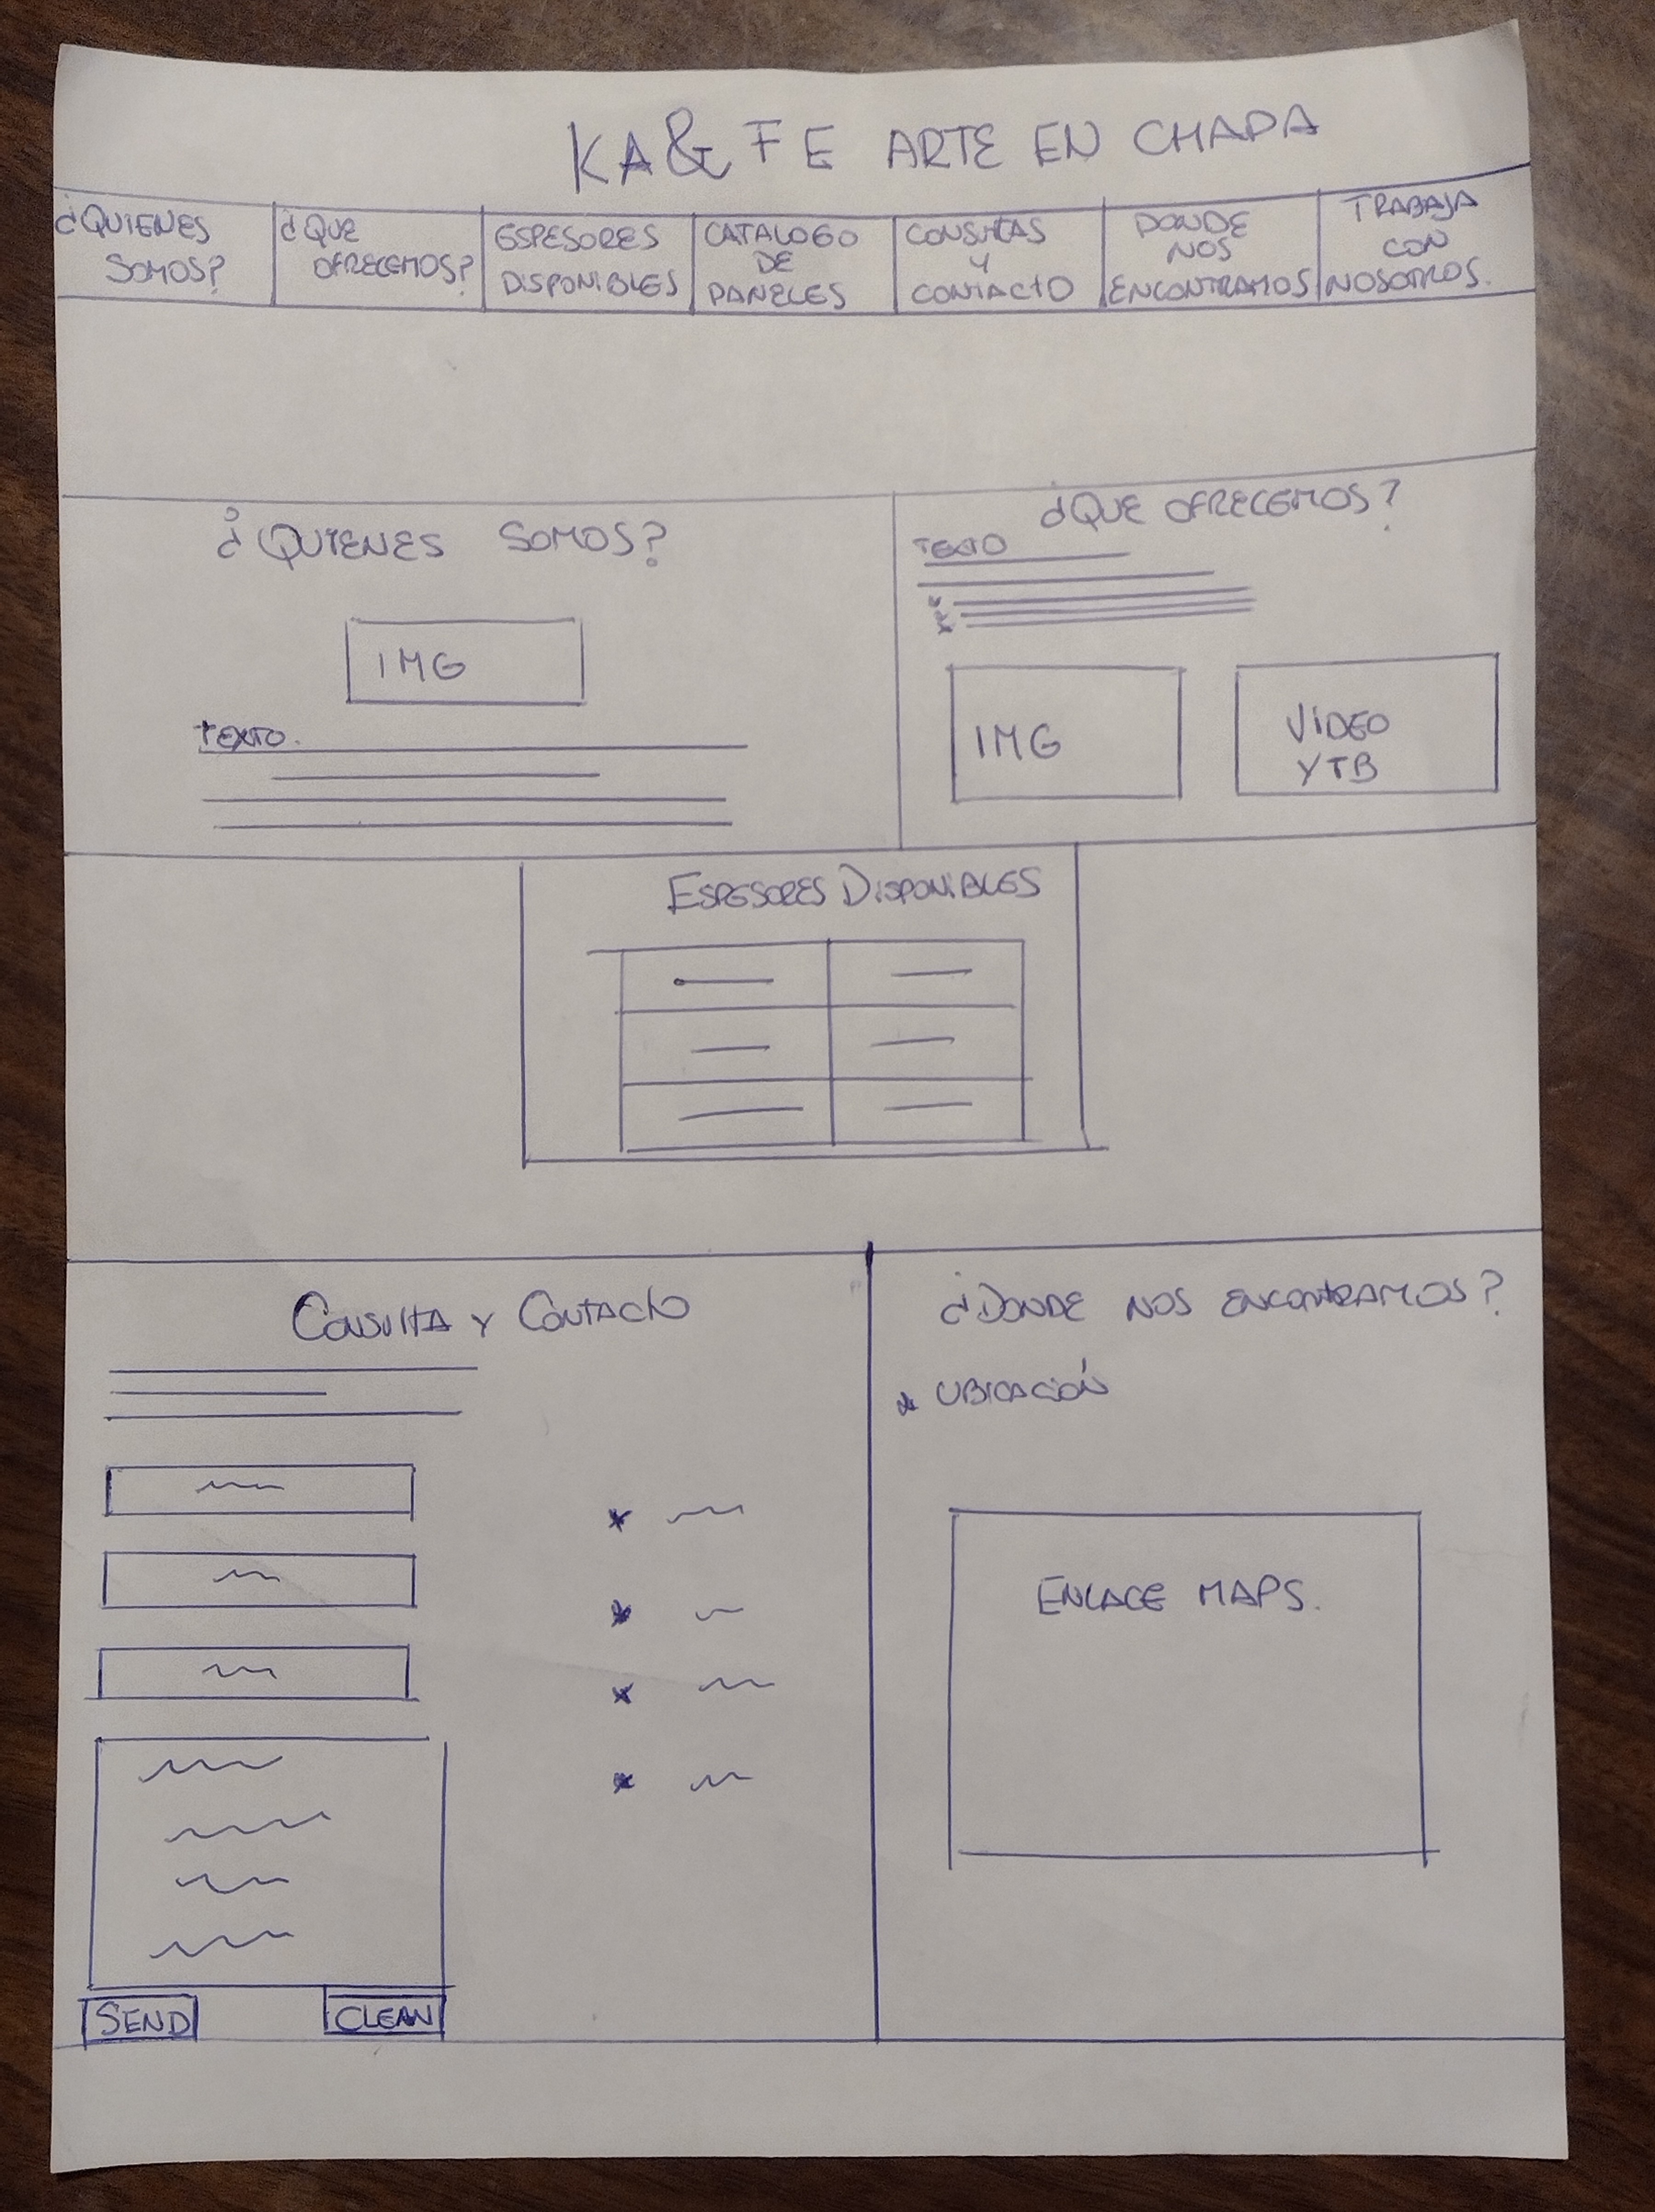 KA&FE ARTE EN CHAPA
¿QUIENES
SOMOS?
¿QUE
OFRECEMOS?
ESPESORES
DISPONIBLES
CATALOGO
DE
PANELES
CONSULTAS
Y
CONTACTO
DONDE
NOS
ENCONTRAMOS
TRABAJA
CON
NOSOTROS.
¿QUIENES SOMOS?
IMG
TEXTO.
¿QUE OFRECEMOS?
TEXTO
IMG
VIDEO
YTB
ESPESORES DISPONIBLES
CONSULTA Y CONTACTO
SEND
CLEAN
¿DONDE NOS ENCONTRAMOS?
* UBICACIÓN
ENLACE MAPS.